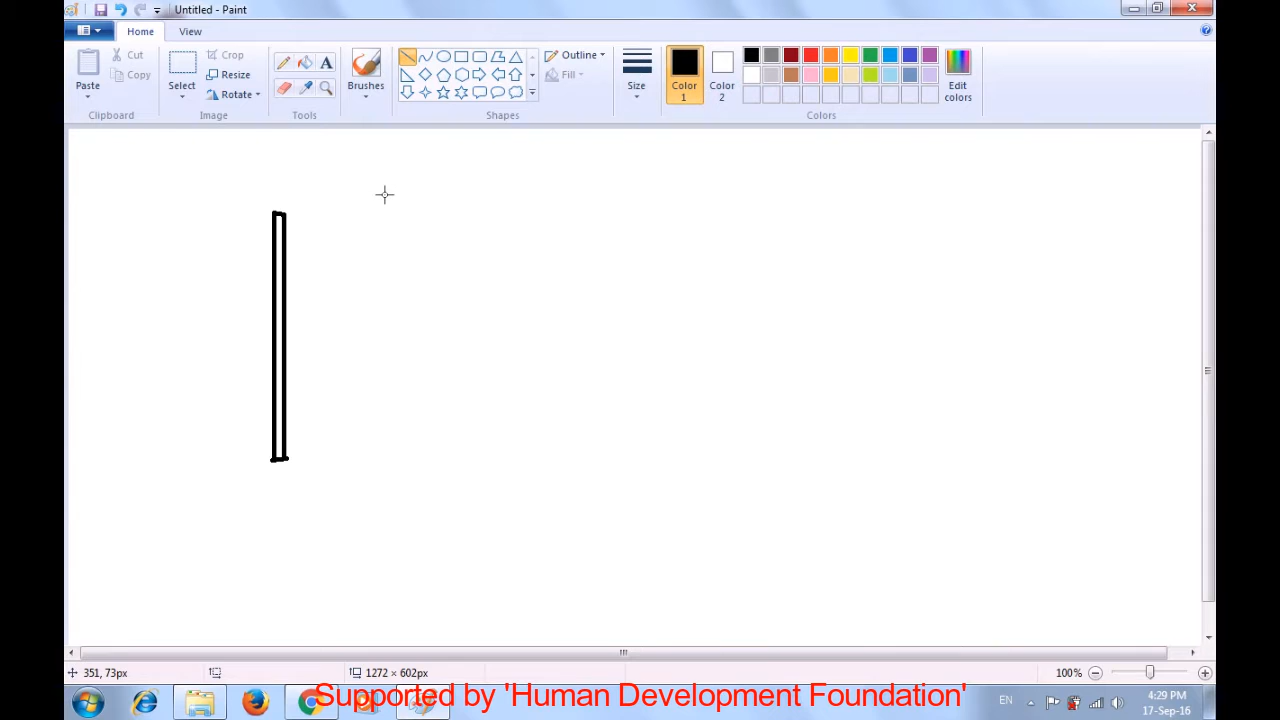 Untitled - Paint
Home
View
Paste
Cut
Copy
Clipboard
Select
Crop
Resize
Rotate
Image
A
Tools
Brushes
Shapes
Outline
Fill
Size
Color 1
Color 2
Edit colors
Colors
351, 73px
1272 × 602px
100%
EN
4:29 PM
17-Sep-16
Supported by 'Human Development Foundation'